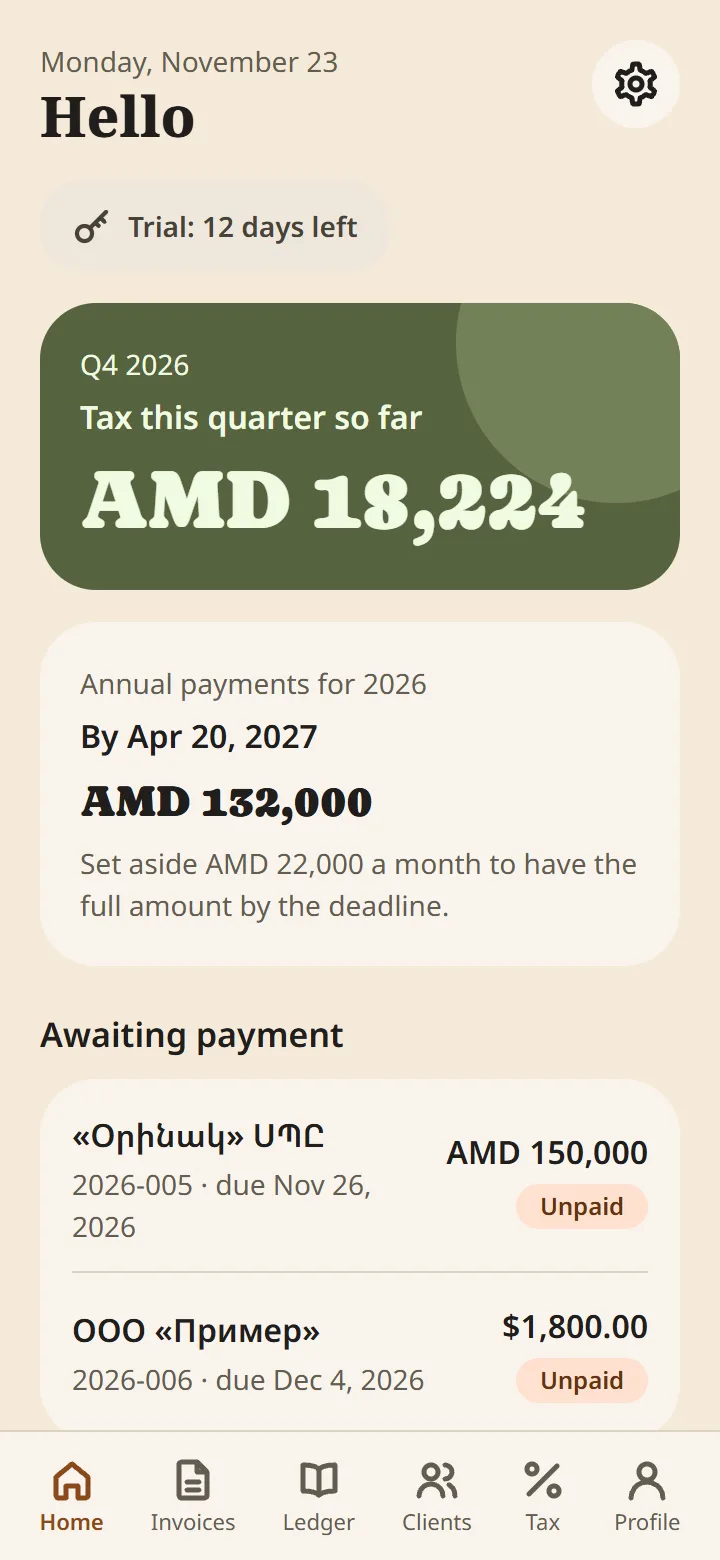 Monday, November 23
Hello
Trial: 12 days left
Q4 2026
Tax this quarter so far
AMD 18,224
Annual payments for 2026
By Apr 20, 2027
AMD 132,000
Set aside AMD 22,000 a month to have the
full amount by the deadline.
Awaiting payment
«Օրինակ» ՍՊԸ
AMD 150,000
2026-005 · due Nov 26,
2026
Unpaid
ООО «Пример»
$1,800.00
2026-006 · due Dec 4, 2026
Unpaid
Home
Invoices
Ledger
Clients
Tax
Profile